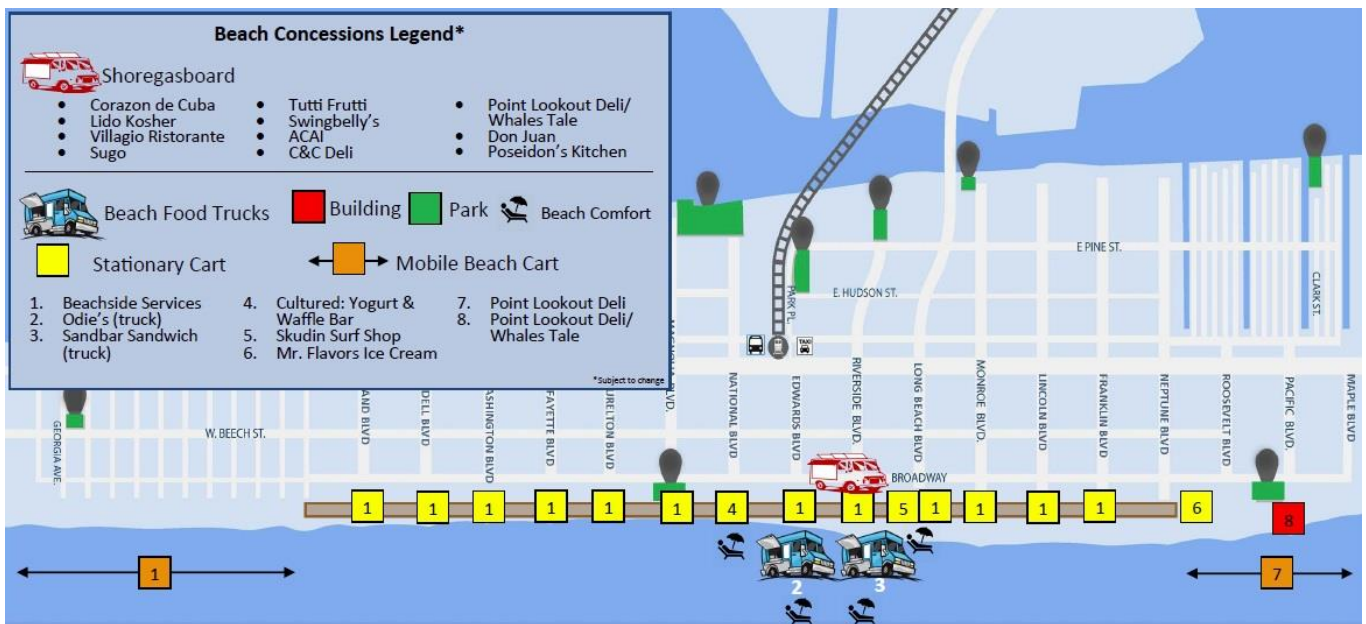 Beach Concessions Legend*
Shoregasboard
• Corazon de Cuba
• Lido Kosher
• Villagio Ristorante
• Sugo
• Tutti Frutti
• Swingbelly's
• ACAI
• C&C Deli
• Point Lookout Deli/
Whales Tale
• Don Juan
• Poseidon's Kitchen
Beach Food Trucks
Building
Park
Beach Comfort
Stationary Cart
Mobile Beach Cart
1. Beachside Services
2. Odie's (truck)
3. Sandbar Sandwich
(truck)
4. Cultured: Yogurt &
Waffle Bar
5. Skudin Surf Shop
6. Mr. Flavors Ice Cream
7. Point Lookout Deli
8. Point Lookout Deli/
Whales Tale
*Subject to change
E PINE ST.
E. HUDSON ST.
PARK PL.
CLARK ST.
TAXI
GEORGIA AVE.
W. BEECH ST.
AND BLVD
DELL BLVD
ASHINGTON BLVD
FAYETTE BLVD
URELTON BLVD
NATIONAL BLVD
EDWARDS BLVD
RIVERSIDE BLVD.
LONG BEACH BLVD
MONROE BLVD.
LINCOLN BLVD
FRANKLIN BLVD
NEPTUNE BLVD
ROOSEVELT BLVD
PACIFIC BLVD.
MAPLE BLVD
BROADWAY
1 1 1 1 1 1 4 1 1 5 1 1 1 1 6
8
1
2
3
7